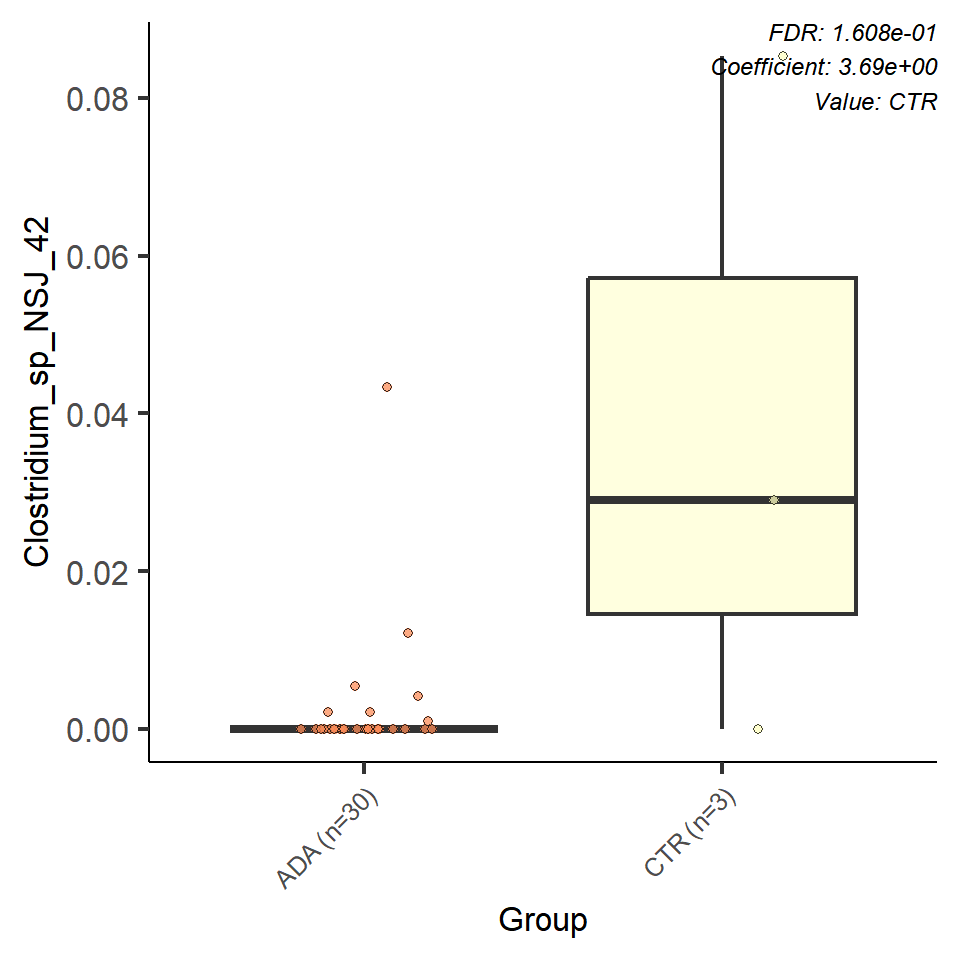 FDR: 1.608e-01
Coefficient: 3.69e+00
Value: CTR
Clostridium_sp_NSJ_42
0.08
0.06
0.04
0.02
0.00
ADA (n=30)
CTR (n=3)
Group